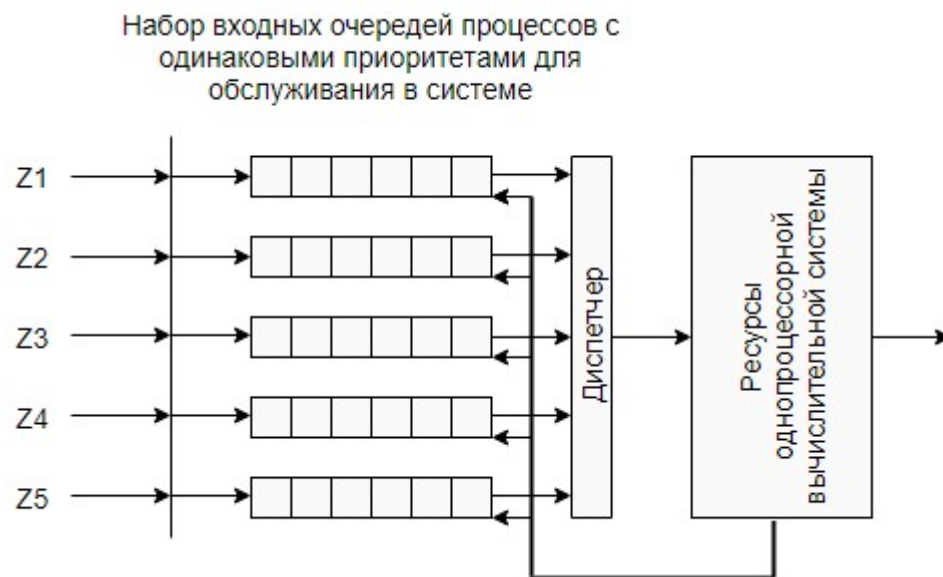 Набор входных очередей процессов с
одинаковыми приоритетами для
обслуживания в системе
Z1
Z2
Z3
Z4
Z5
Диспетчер
Ресурсы
однопроцессорной
вычислительной системы